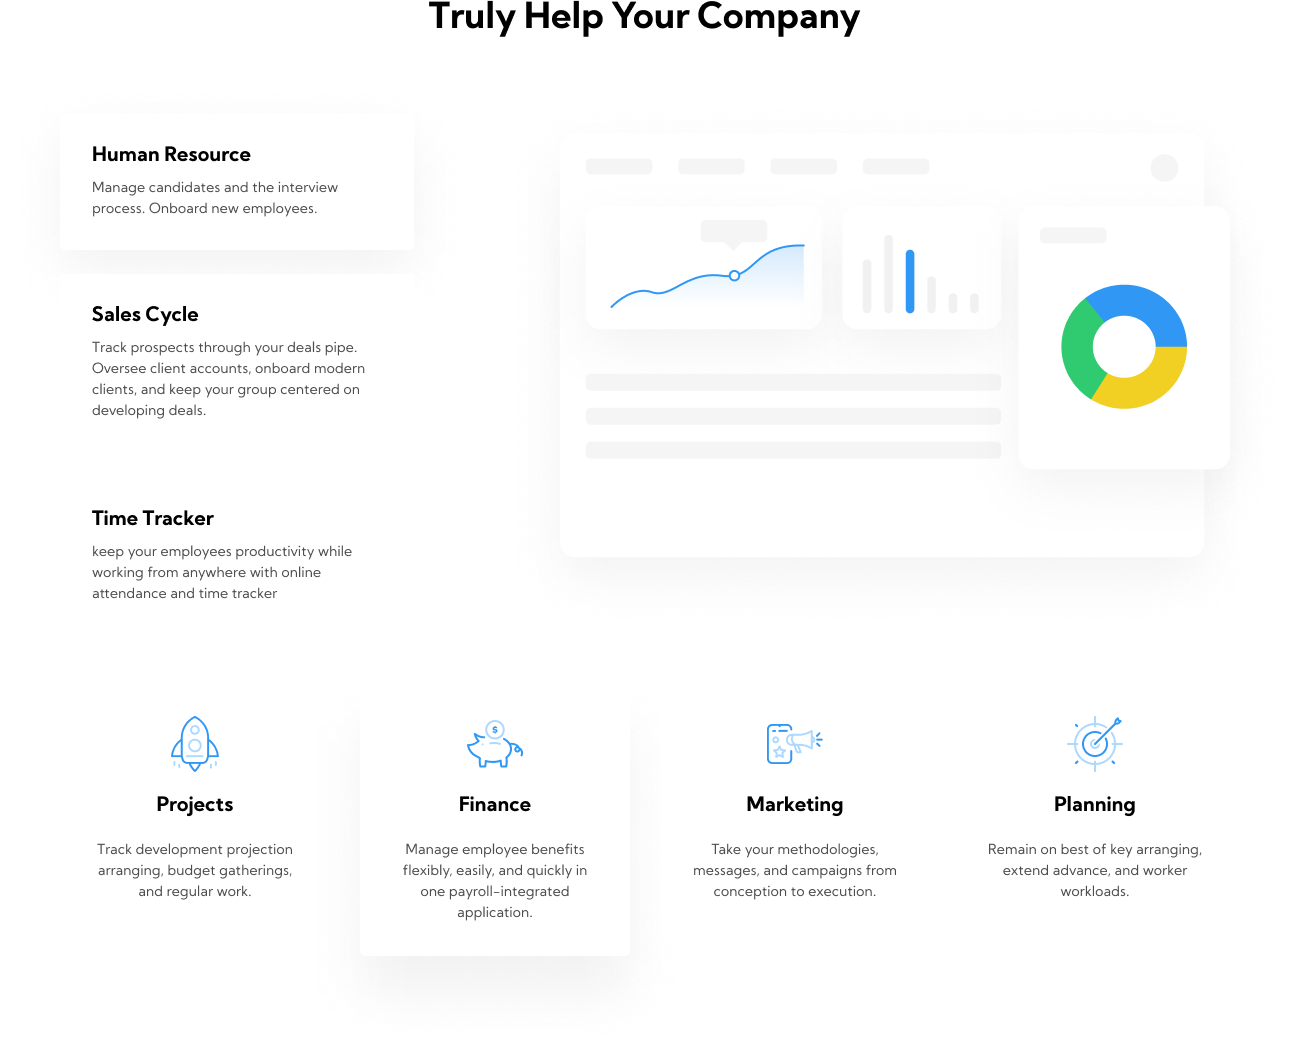 Truly Help Your Company
Human Resource
Manage candidates and the interview
process. Onboard new employees.
Sales Cycle
Track prospects through your deals pipe.
Oversee client accounts, onboard modern
clients, and keep your group centered on
developing deals.
Time Tracker
keep your employees productivity while
working from anywhere with online
attendance and time tracker
$
Projects
Track development projection
arranging, budget gatherings,
and regular work.
Finance
Manage employee benefits
flexibly, easily, and quickly in
one payroll-integrated
application.
Marketing
Take your methodologies,
messages, and campaigns from
conception to execution.
Planning
Remain on best of key arranging,
extend advance, and worker
workloads.